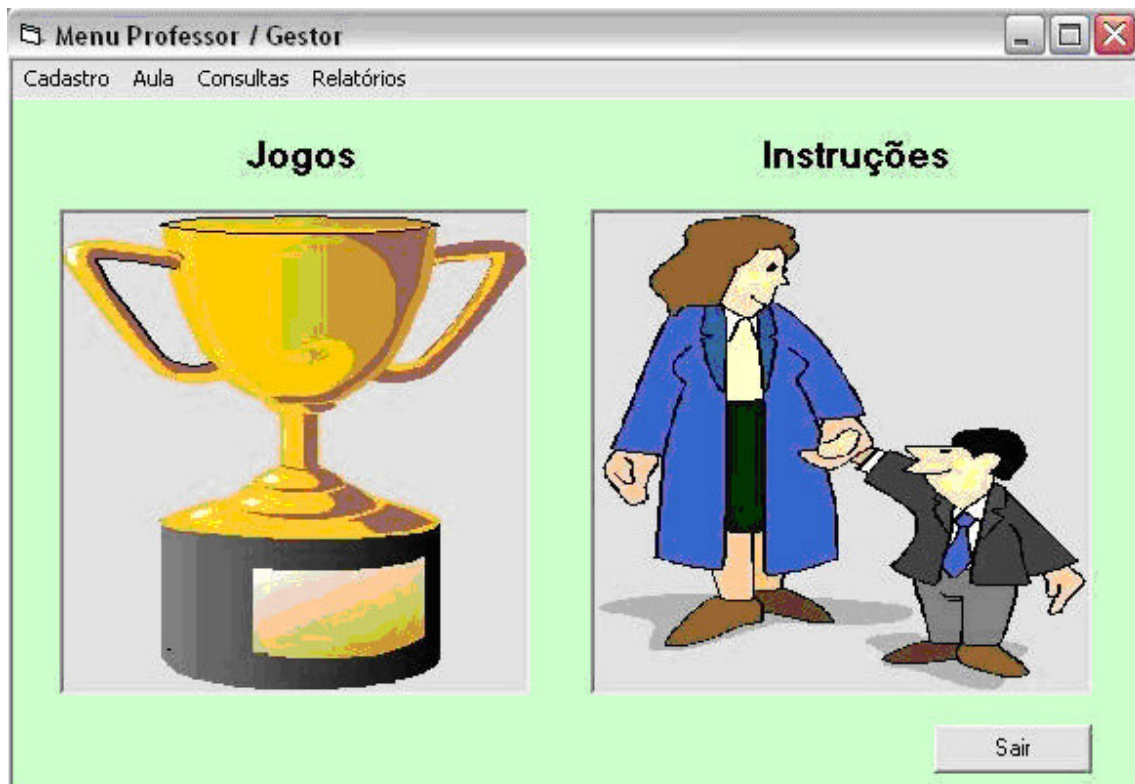 Menu Professor / Gestor
Cadastro Aula Consultas Relatórios
Jogos Instruções
Sair